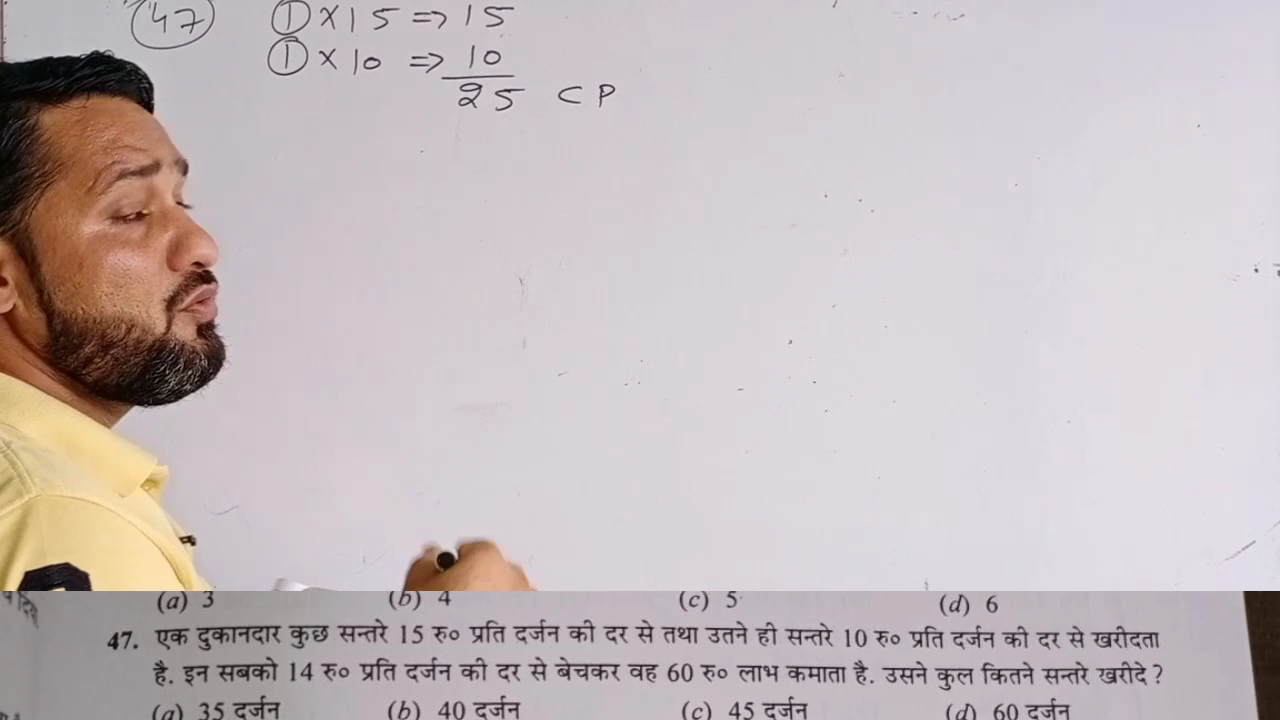 47 ① × 15 ⇒ 15
① × 10 ⇒ 10
25 CP
(a) 3 (b) 4 (c) 5 (d) 6
47. एक दुकानदार कुछ सन्तरे 15 रु० प्रति दर्जन की दर से तथा उतने ही सन्तरे 10 रु० प्रति दर्जन की दर से खरीदता
है. इन सबको 14 रु० प्रति दर्जन की दर से बेचकर वह 60 रु० लाभ कमाता है. उसने कुल कितने सन्तरे खरीदे ?
(a) 35 दर्जन (b) 40 दर्जन (c) 45 दर्जन (d) 60 दर्जन